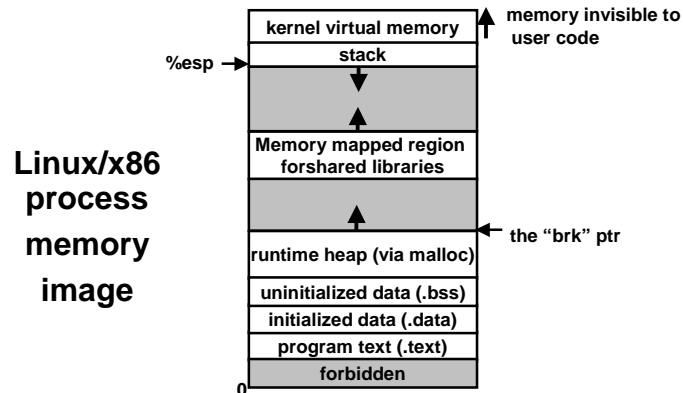 kernel virtual memory
memory invisible to
user code
stack
%esp
Memory mapped region
forshared libraries
Linux/x86
process
memory
image
the “brk” ptr
runtime heap (via malloc)
uninitialized data (.bss)
initialized data (.data)
program text (.text)
forbidden
0